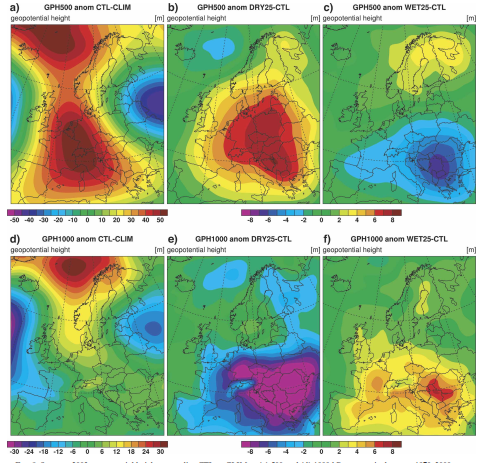 a) GPH500 anom CTL-CLIM
geopotential height [m]
b) GPH500 anom DRY25-CTL
geopotential height [m]
c) GPH500 anom WET25-CTL
geopotential height [m]
-50 -40 -30 -20 -10 0 10 20 30 40 50
-8 -6 -4 -2 0 2 4 6 8
d) GPH1000 anom CTL-CLIM
geopotential height [m]
e) GPH1000 anom DRY25-CTL
geopotential height [m]
f) GPH1000 anom WET25-CTL
geopotential height [m]
-30 -24 -18 -12 -6 0 6 12 18 24 30
-8 -6 -4 -2 0 2 4 6 8